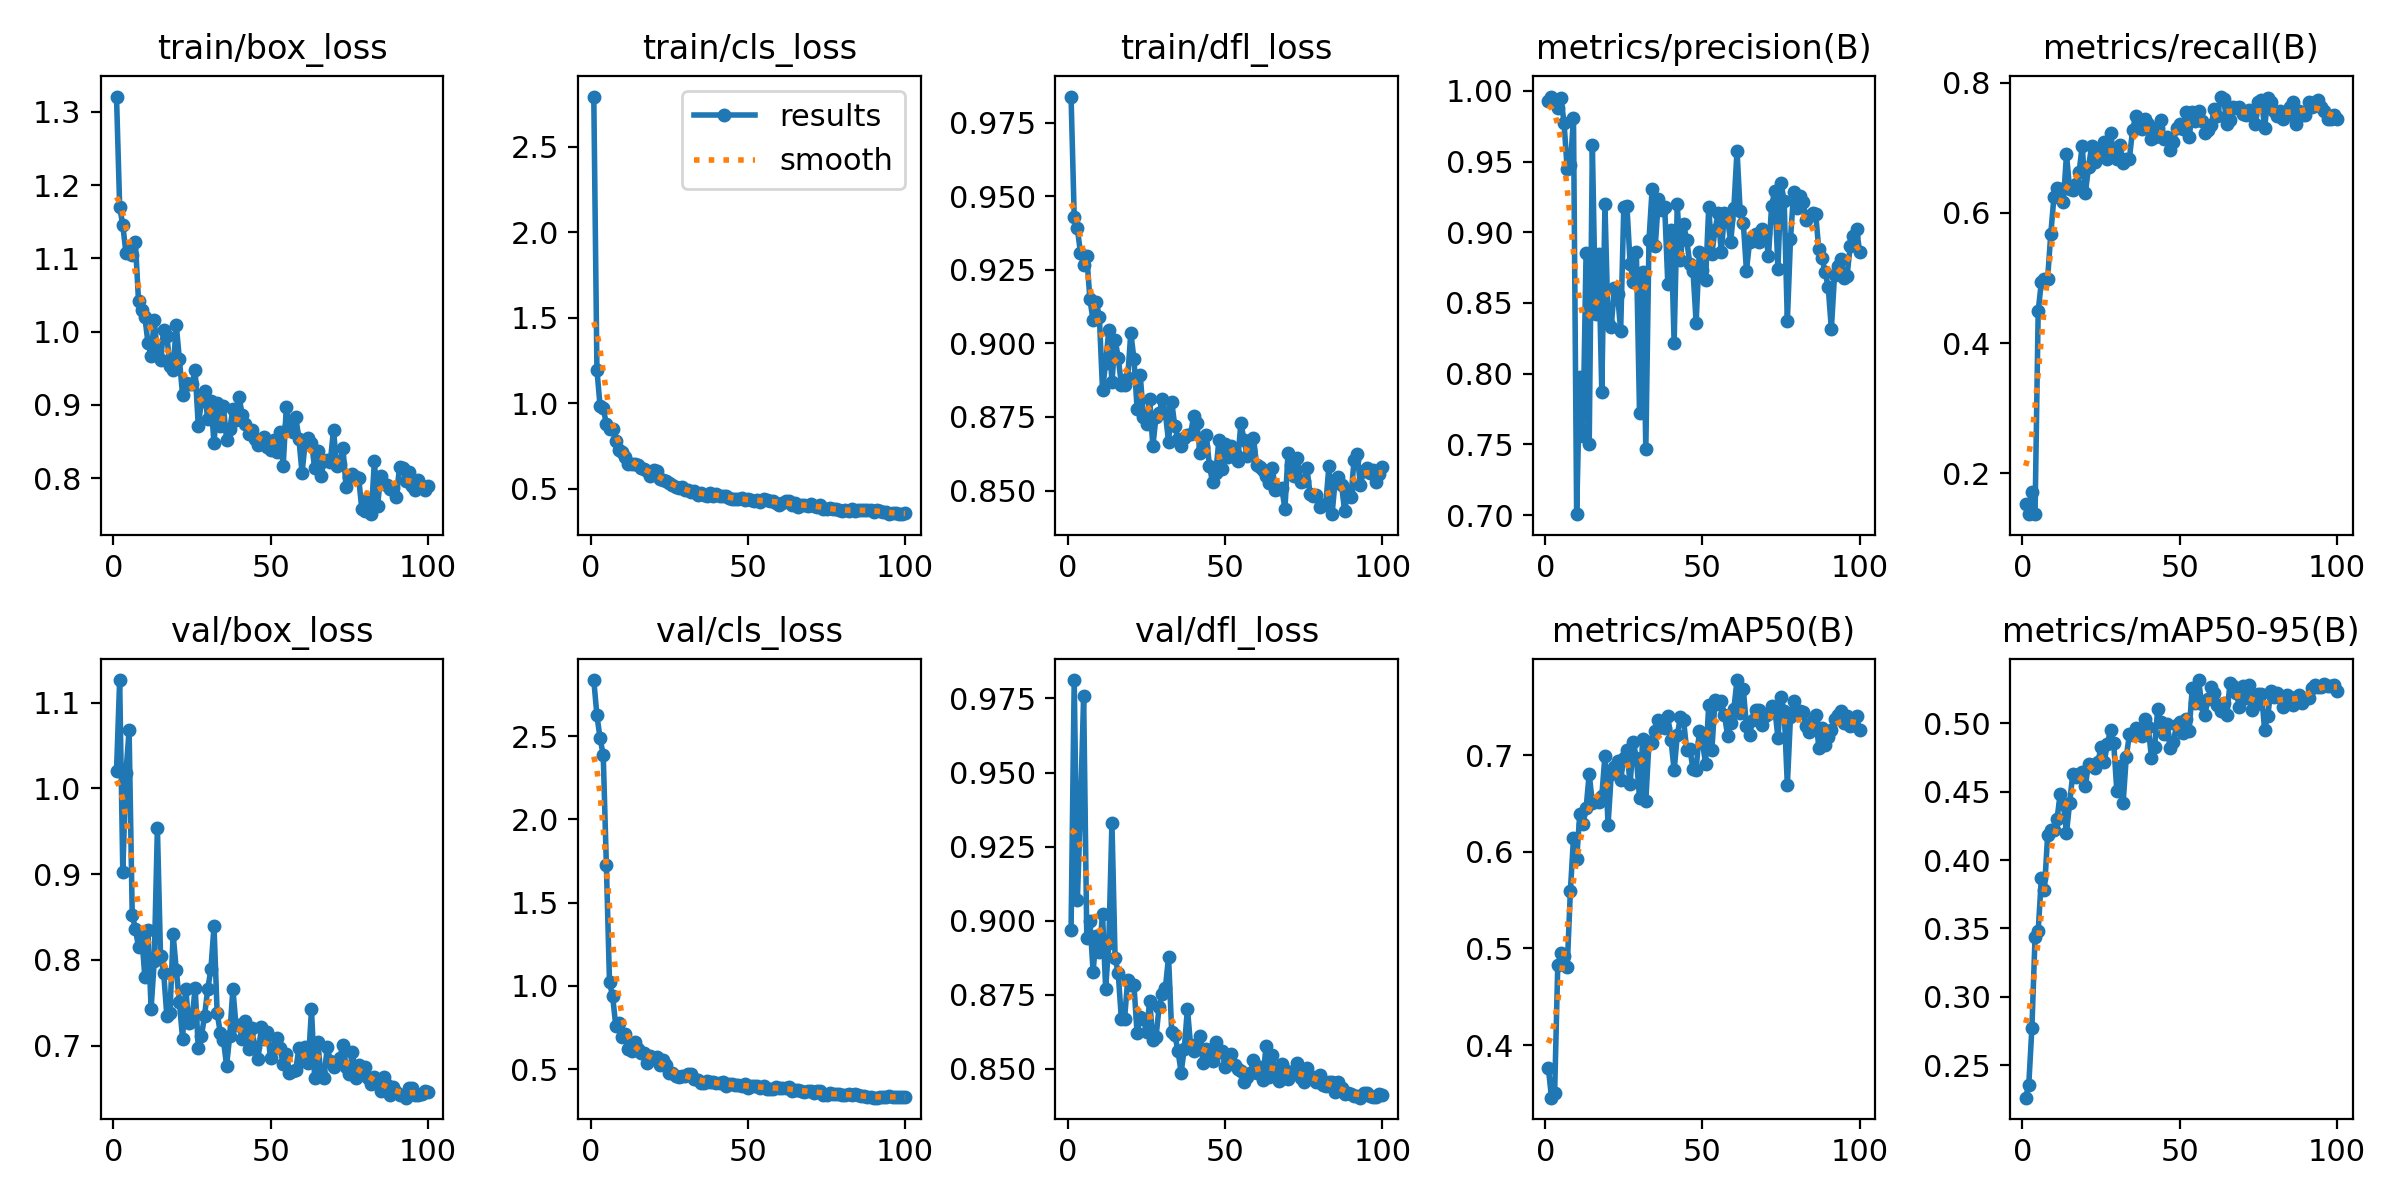 train/box_loss
1.3
1.2
1.1
1.0
0.9
0.8
0 50 100
train/cls_loss
results
smooth
2.5
2.0
1.5
1.0
0.5
0 50 100
train/dfl_loss
0.975
0.950
0.925
0.900
0.875
0.850
0 50 100
metrics/precision(B)
1.00
0.95
0.90
0.85
0.80
0.75
0.70
0 50 100
metrics/recall(B)
0.8
0.6
0.4
0.2
0 50 100
val/box_loss
1.1
1.0
0.9
0.8
0.7
0 50 100
val/cls_loss
2.5
2.0
1.5
1.0
0.5
0 50 100
val/dfl_loss
0.975
0.950
0.925
0.900
0.875
0.850
0 50 100
metrics/mAP50(B)
0.7
0.6
0.5
0.4
0 50 100
metrics/mAP50-95(B)
0.50
0.45
0.40
0.35
0.30
0.25
0 50 100